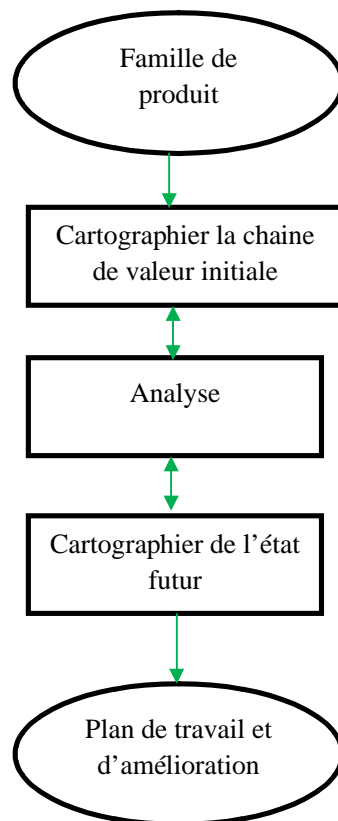 Famille de
produit
Cartographier la chaine
de valeur initiale
Analyse
Cartographier de l’état
futur
Plan de travail et
d’amélioration